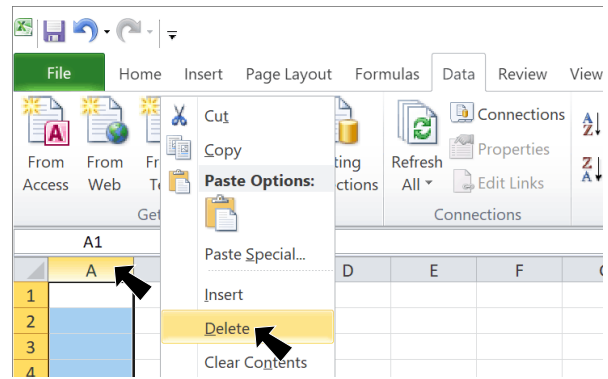 File Home Insert Page Layout Formulas Data Review View
Cut
Copy
Paste Options:
Paste Special...
Insert
Delete
Clear Contents
From
Access
From
Web
Refresh
All
Connections
Properties
Edit Links
Connections
A
Z
Z
A
A1
A D E F
1
2
3
4